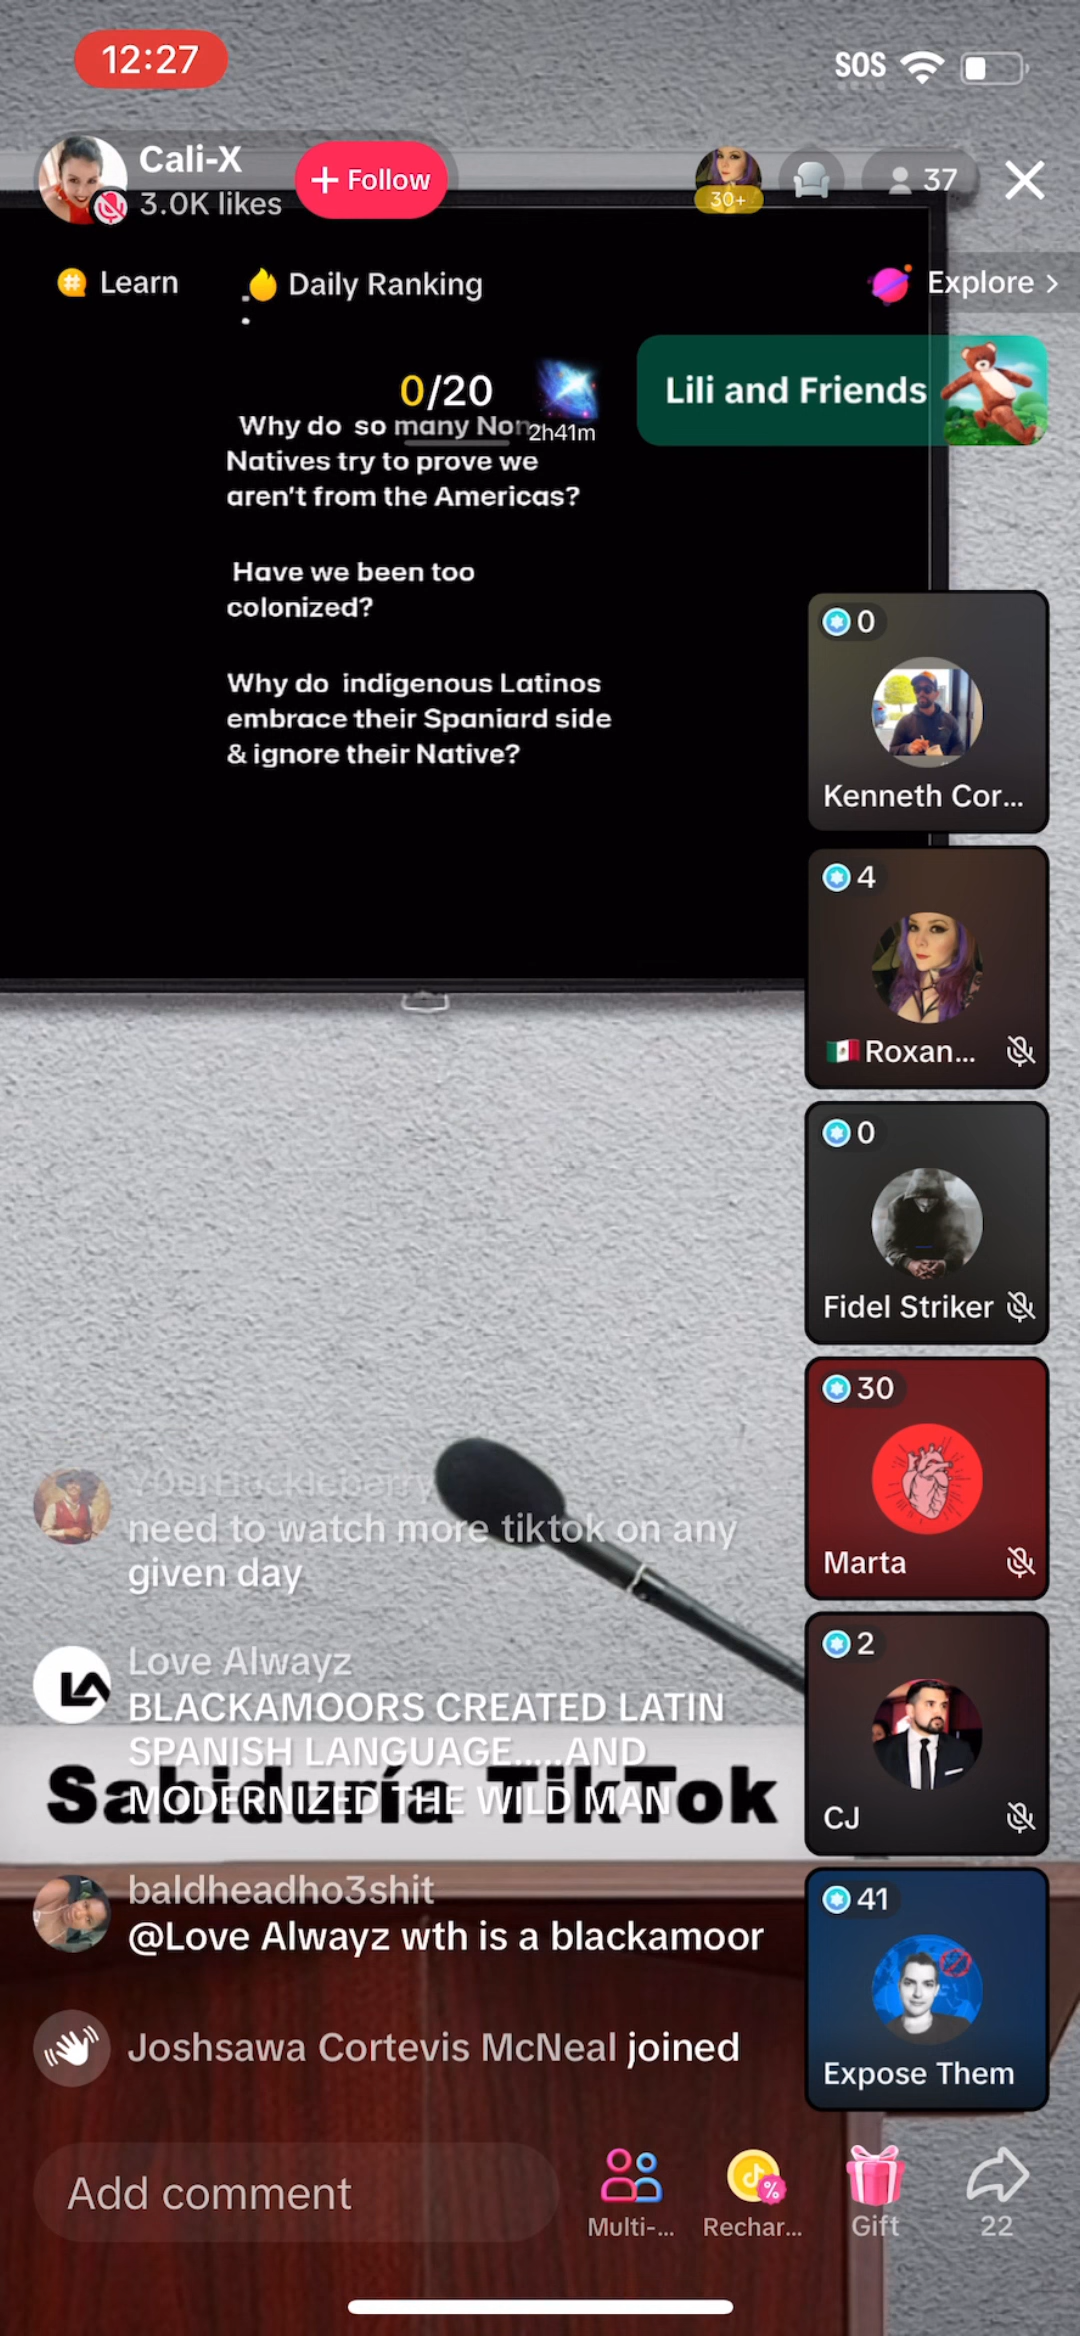 12:27
SOS
Cali-X
3.0K likes
+ Follow
30+
37
Learn
Daily Ranking
Explore >
0/20
2h41m
Lili and Friends
Why do so many Non
Natives try to prove we
aren't from the Americas?
Have we been too
colonized?
Why do indigenous Latinos
embrace their Spaniard side
& ignore their Native?
0
Kenneth Cor...
4
🇲🇽 Roxan...
0
Fidel Striker
30
Marta
2
CJ
41
Expose Them
need to watch more tiktok on any
given day
Love Alwayz
BLACKAMOORS CREATED LATIN
SPANISH LANGUAGE.....AND
MODERNIZED THE WILD MAN
Sabiduría TikTok
baldheadho3shit
@Love Alwayz wth is a blackamoor
Joshsawa Cortevis McNeal joined
Add comment
Multi-...
Rechar...
Gift
22